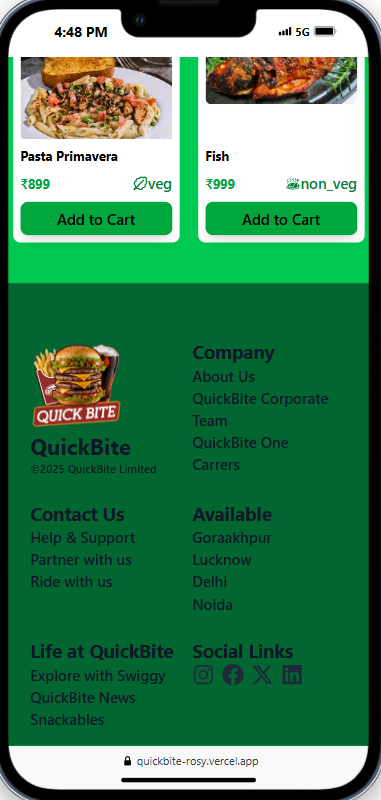 4:48 PM
5G
Pasta Primavera
₹899
veg
Add to Cart
Fish
₹999
non_veg
Add to Cart
QUICK BITE
QuickBite
©2025 QuickBite Limited
Company
About Us
QuickBite Corporate
Team
QuickBite One
Carrers
Contact Us
Help & Support
Partner with us
Ride with us
Available
Goraakhpur
Lucknow
Delhi
Noida
Life at QuickBite
Explore with Swiggy
QuickBite News
Snackables
Social Links
quickbite-rosy.vercel.app